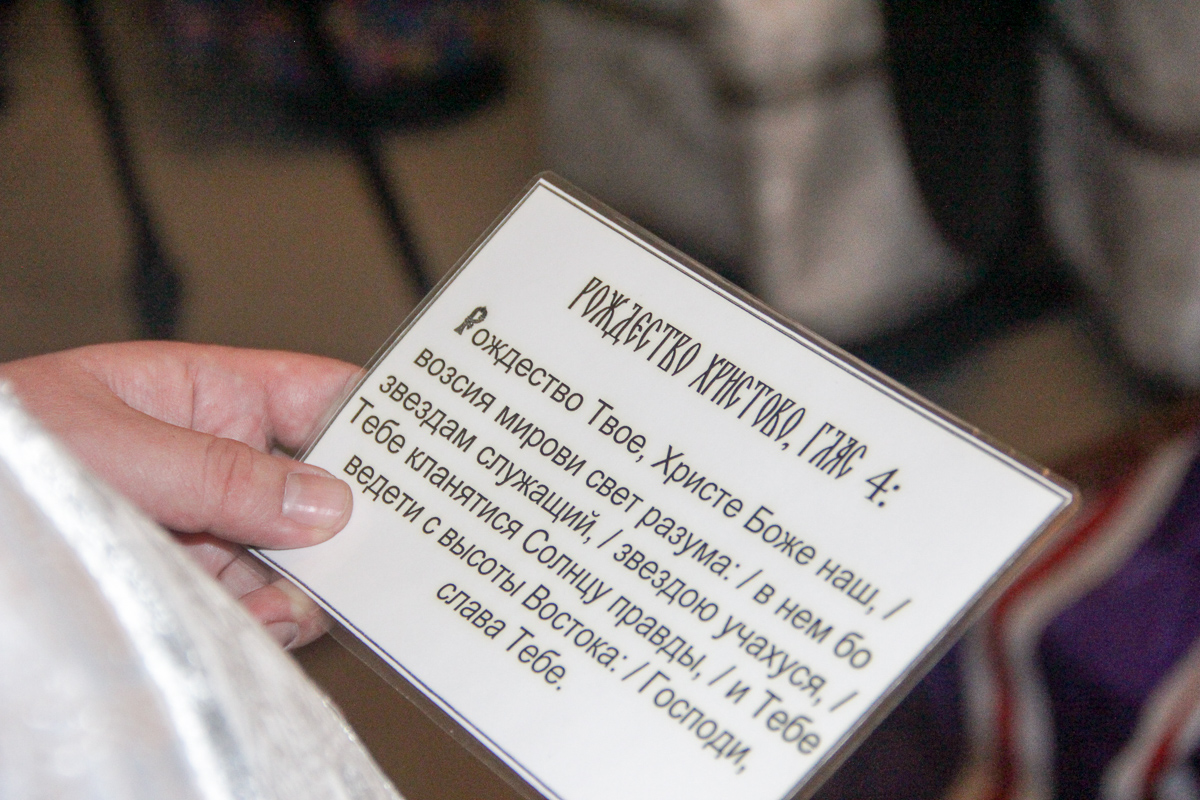 РОЖДЕСТВО ХРИСТОВО, ГЛАС 4:
Рождество Твое, Христе Боже наш, /
возсия мирови свет разума: / в нем бо
звездам служащий, / звездою учахуся, /
Тебе кланятися Солнцу правды, / и Тебе
ведети с высоты Востока: / Господи,
слава Тебе.